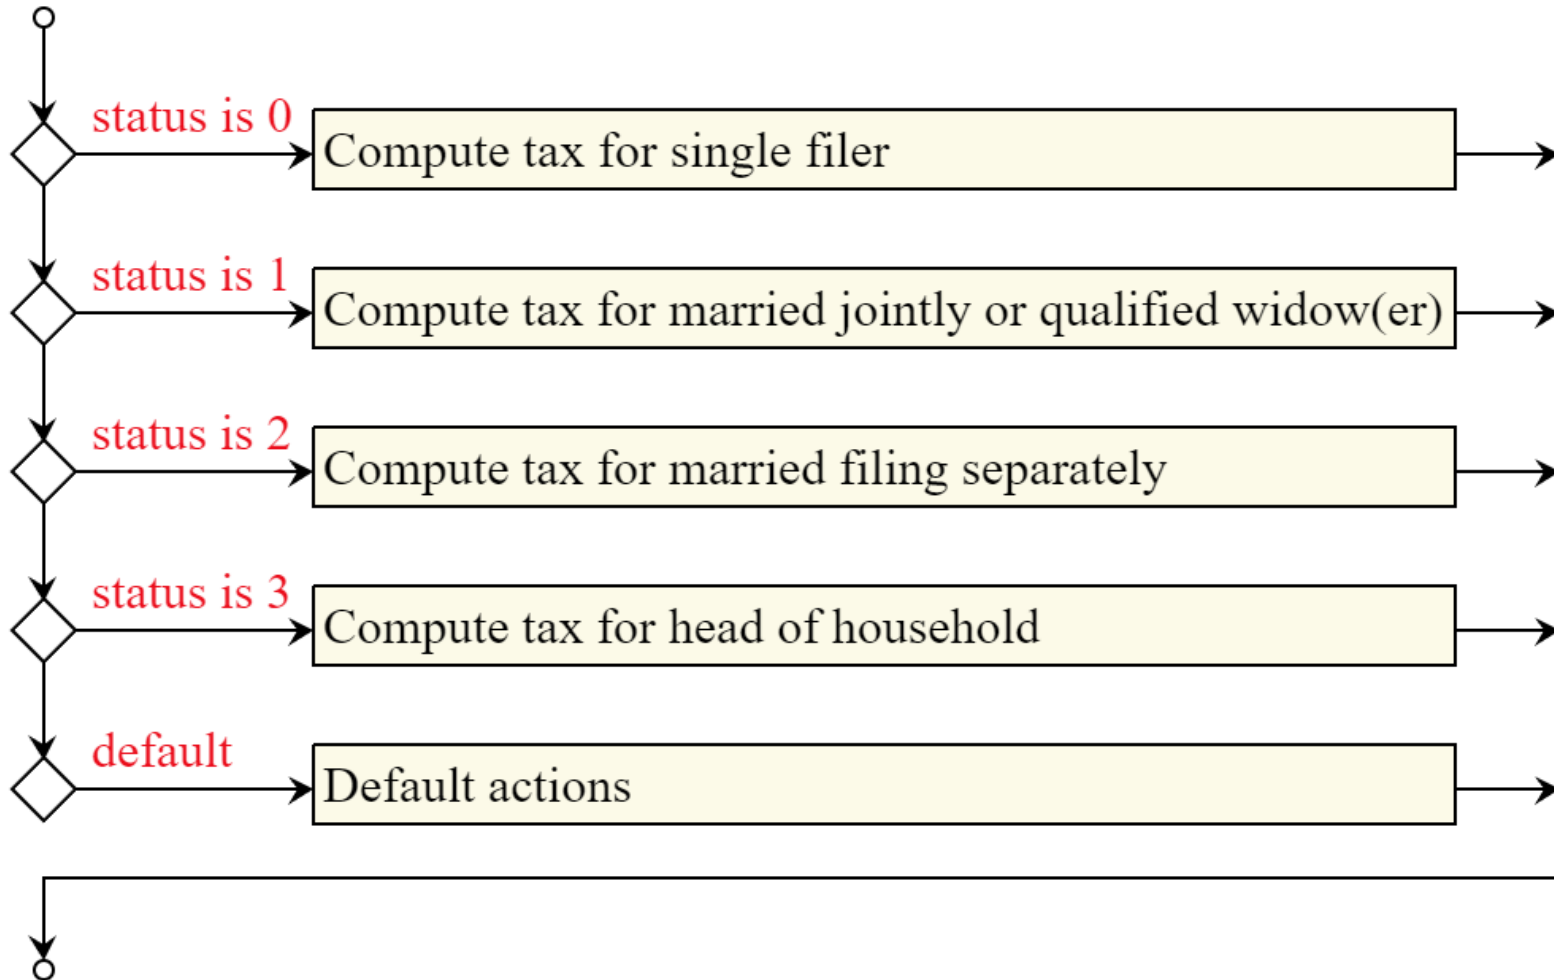 status is 0
Compute tax for single filer
status is 1
Compute tax for married jointly or qualified widow(er)
status is 2
Compute tax for married filing separately
status is 3
Compute tax for head of household
default
Default actions